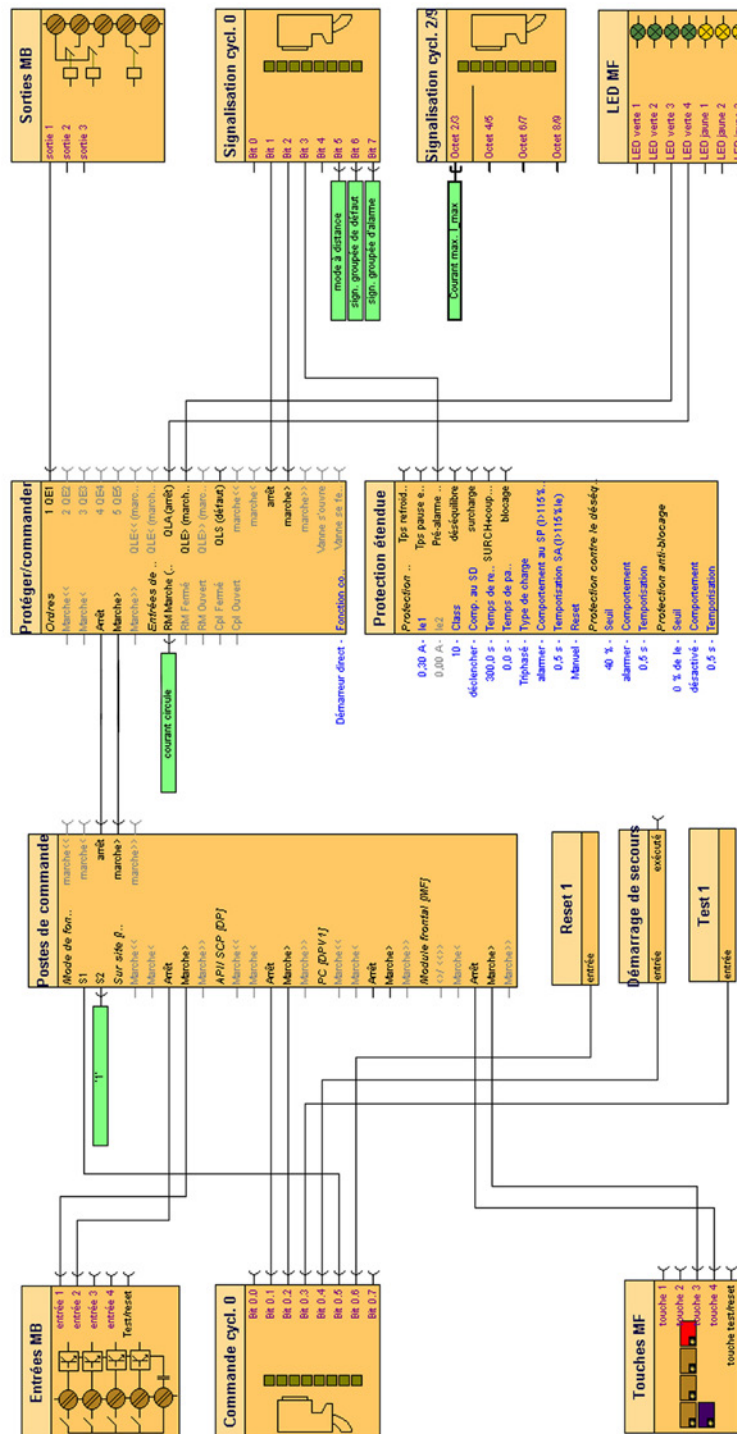 Entrées MB
entrée 1
entrée 2
entrée 3
entrée 4
Test/reset
Commande cycl. 0
Bit 0.0
Bit 0.1
Bit 0.2
Bit 0.3
Bit 0.4
Bit 0.5
Bit 0.6
Bit 0.7
Touches MF
touche 1
touche 2
touche 3
touche 4
touche test/reset
'1'
Postes de commande
Mode de fon..
S1
S2
Sur site [l..
Marche<<
Marche<
Arrêt
Marche>
Marche>>
API/ SCP [DP]
Marche<<
Marche<
Arrêt
Marche>
Marche>>
PC [DPV1]
Marche<<
Marche<
Arrêt
Marche>
Marche>>
Module frontal [MF]
<>/ <<>>
Marche<
Arrêt
Marche>
Marche>>
marche<<
marche<
arrêt
marche>
marche>>
Reset 1
entrée
Démarrage de secours
entrée
exécuté
Test 1
entrée
courant circule
Protéger/commander
Ordres
Marche<<
Marche<
Arrêt
Marche>
Marche>>
Entrées de ..
RM Marche (..
RM Fermé
RM Ouvert
Cpl Fermé
Cpl Ouvert
Démarreur direct - Fonction co..
1 QE1
2 QE2
3 QE3
4 QE4
5 QE5
QLE<< (marc..
QLE< (march..
QLA (arrêt)
QLE> (march..
QLE>> (marc..
QLS (défaut)
marche<<
marche<
arrêt
marche>
marche>>
Vanne s'ouvre
Vanne se fe..
Protection étendue
Protection ..
0,30 A - Ie1
0,00 A - Ie2
10 - Class
déclencher - Comp. au SD
300,0 s - Temps de re..
0,0 s - Temps de pa..
Triphasé - Type de charge
alarmer - Comportement au SP (I>115%..
0,5 s - Temporisation SA (I>115%Ie)
Manuel - Reset
Protection contre le déséq..
40 % - Seuil
alarmer - Comportement
0,5 s - Temporisation
Protection anti-blocage
0 % de Ie - Seuil
désactivé - Comportement
0,5 s - Temporisation
Tps refroid..
Tps pause e..
Pré-alarme ..
déséquilibre
surcharge
SURCH+coup..
blocage
Sorties MB
sortie 1
sortie 2
sortie 3
Signalisation cycl. 0
Bit 0
Bit 1
Bit 2
Bit 3
Bit 4
Bit 5
Bit 6
Bit 7
mode à distance
sign. groupée de défaut
sign. groupée d'alarme
Signalisation cycl. 2/9
Octet 2/3
Octet 4/5
Octet 6/7
Octet 8/9
Courant max. I_max
LED MF
LED verte 1
LED verte 2
LED verte 3
LED verte 4
LED jaune 1
LED jaune 2